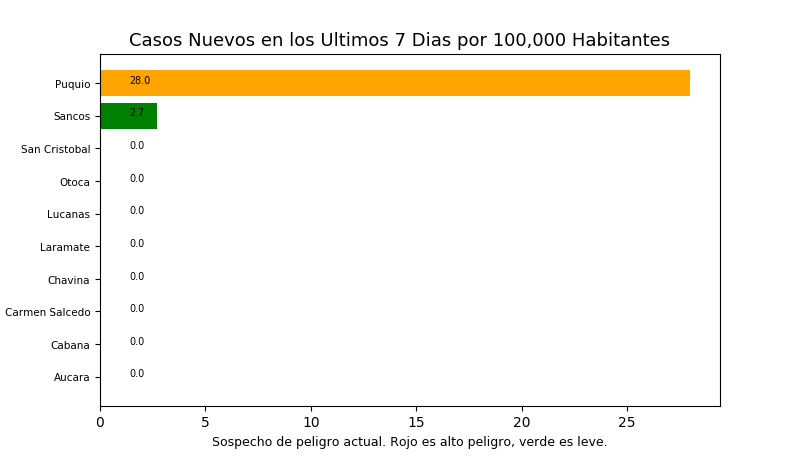 Casos Nuevos en los Ultimos 7 Dias por 100,000 Habitantes
Puquio 28.0
Sancos 2.7
San Cristobal 0.0
Otoca 0.0
Lucanas 0.0
Laramate 0.0
Chavina 0.0
Carmen Salcedo 0.0
Cabana 0.0
Aucara 0.0
0 5 10 15 20 25
Sospecho de peligro actual. Rojo es alto peligro, verde es leve.